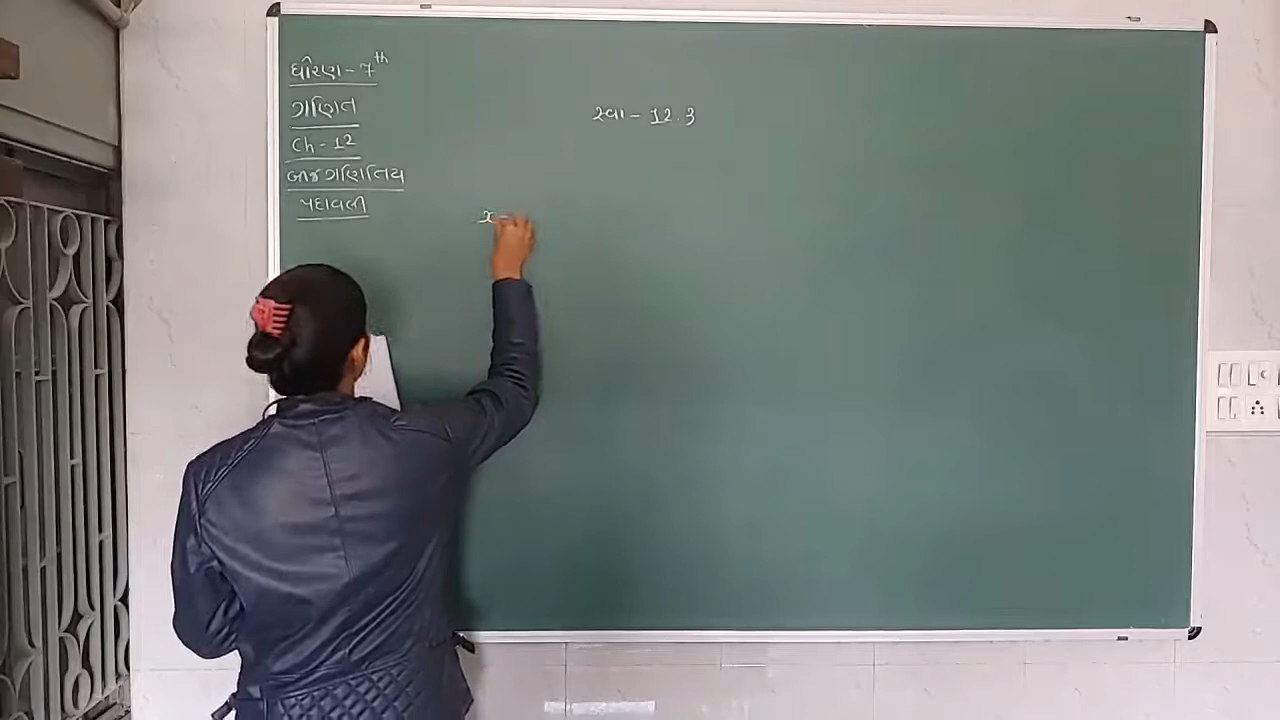 ધોરણ - 7th
ગણિત
Ch - 12
બીજગણિતિય
પદાવલી
સ્વા - 12.3
x -